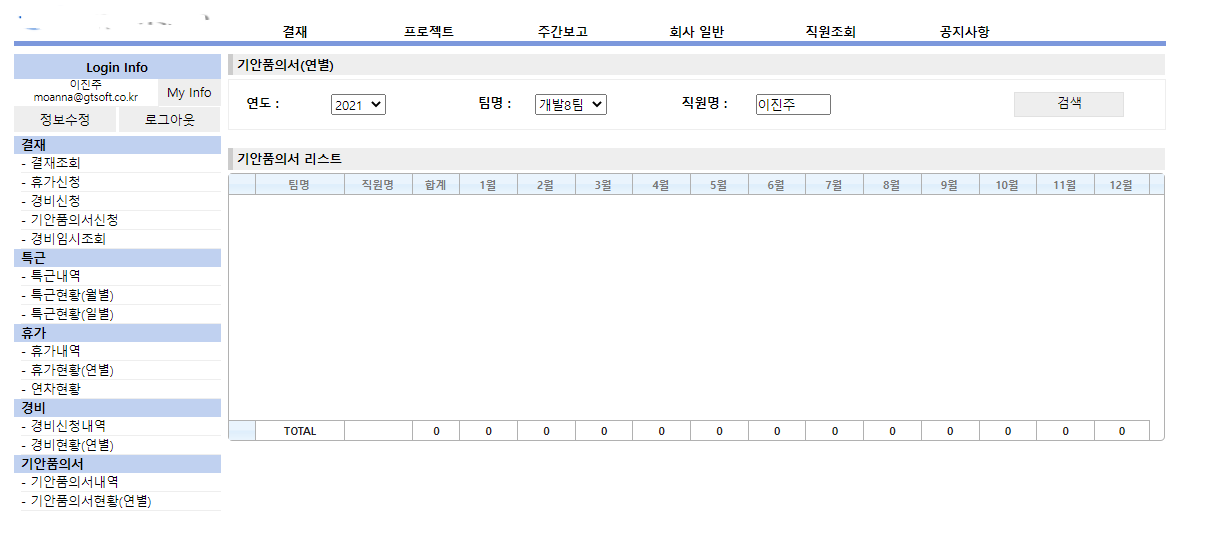 결재 프로젝트 주간보고 회사 일반 직원조회 공지사항
Login Info
이진주
moanna@gtsoft.co.kr
My Info
정보수정 로그아웃
결재
- 결재조회
- 휴가신청
- 경비신청
- 기안품의서신청
- 경비임시조회
특근
- 특근내역
- 특근현황(월별)
- 특근현황(일별)
휴가
- 휴가내역
- 휴가현황(연별)
- 연차현황
경비
- 경비신청내역
- 경비현황(연별)
기안품의서
- 기안품의서내역
- 기안품의서현황(연별)
기안품의서(연별)
연도 : 2021 팀명 : 개발8팀 직원명 : 이진주 검색
기안품의서 리스트
팀명 직원명 합계 1월 2월 3월 4월 5월 6월 7월 8월 9월 10월 11월 12월
TOTAL 0 0 0 0 0 0 0 0 0 0 0 0 0